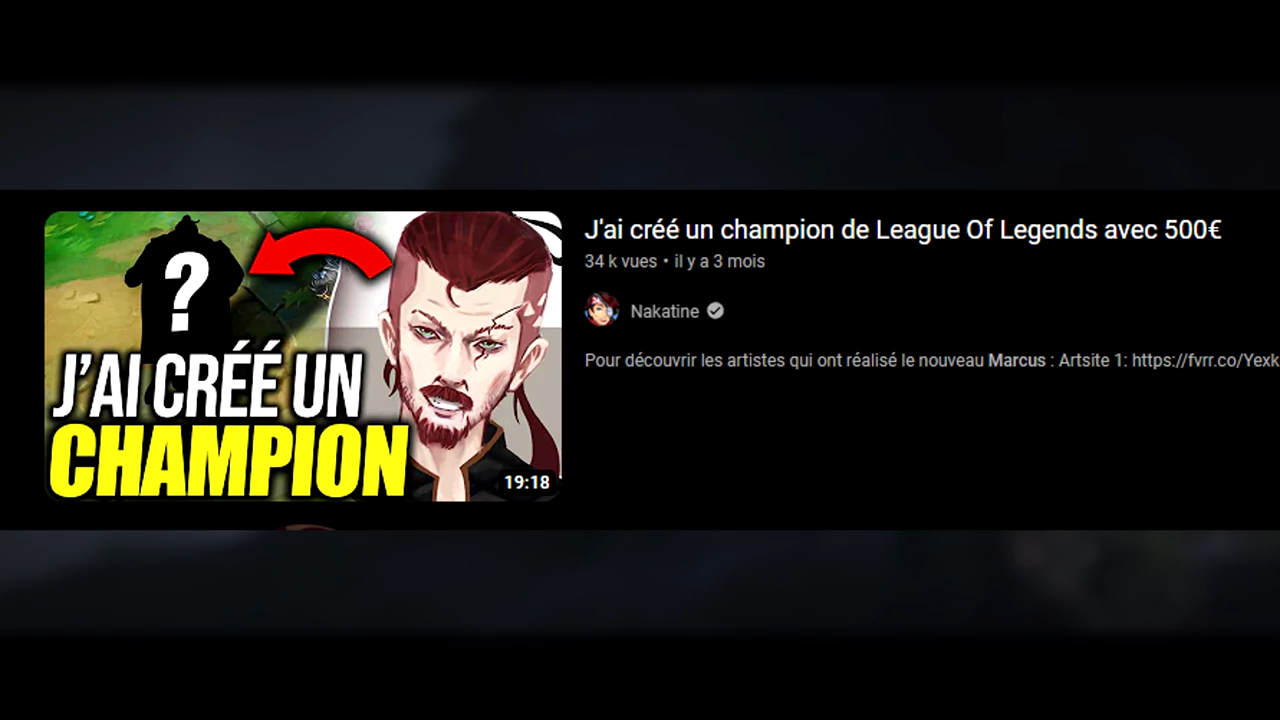 ?
J'AI CRÉÉ UN
CHAMPION
19:18
J'ai créé un champion de League Of Legends avec 500€
34 k vues • il y a 3 mois
Nakatine
Pour découvrir les artistes qui ont réalisé le nouveau Marcus : Artsite 1: https://fvrr.co/Yexk